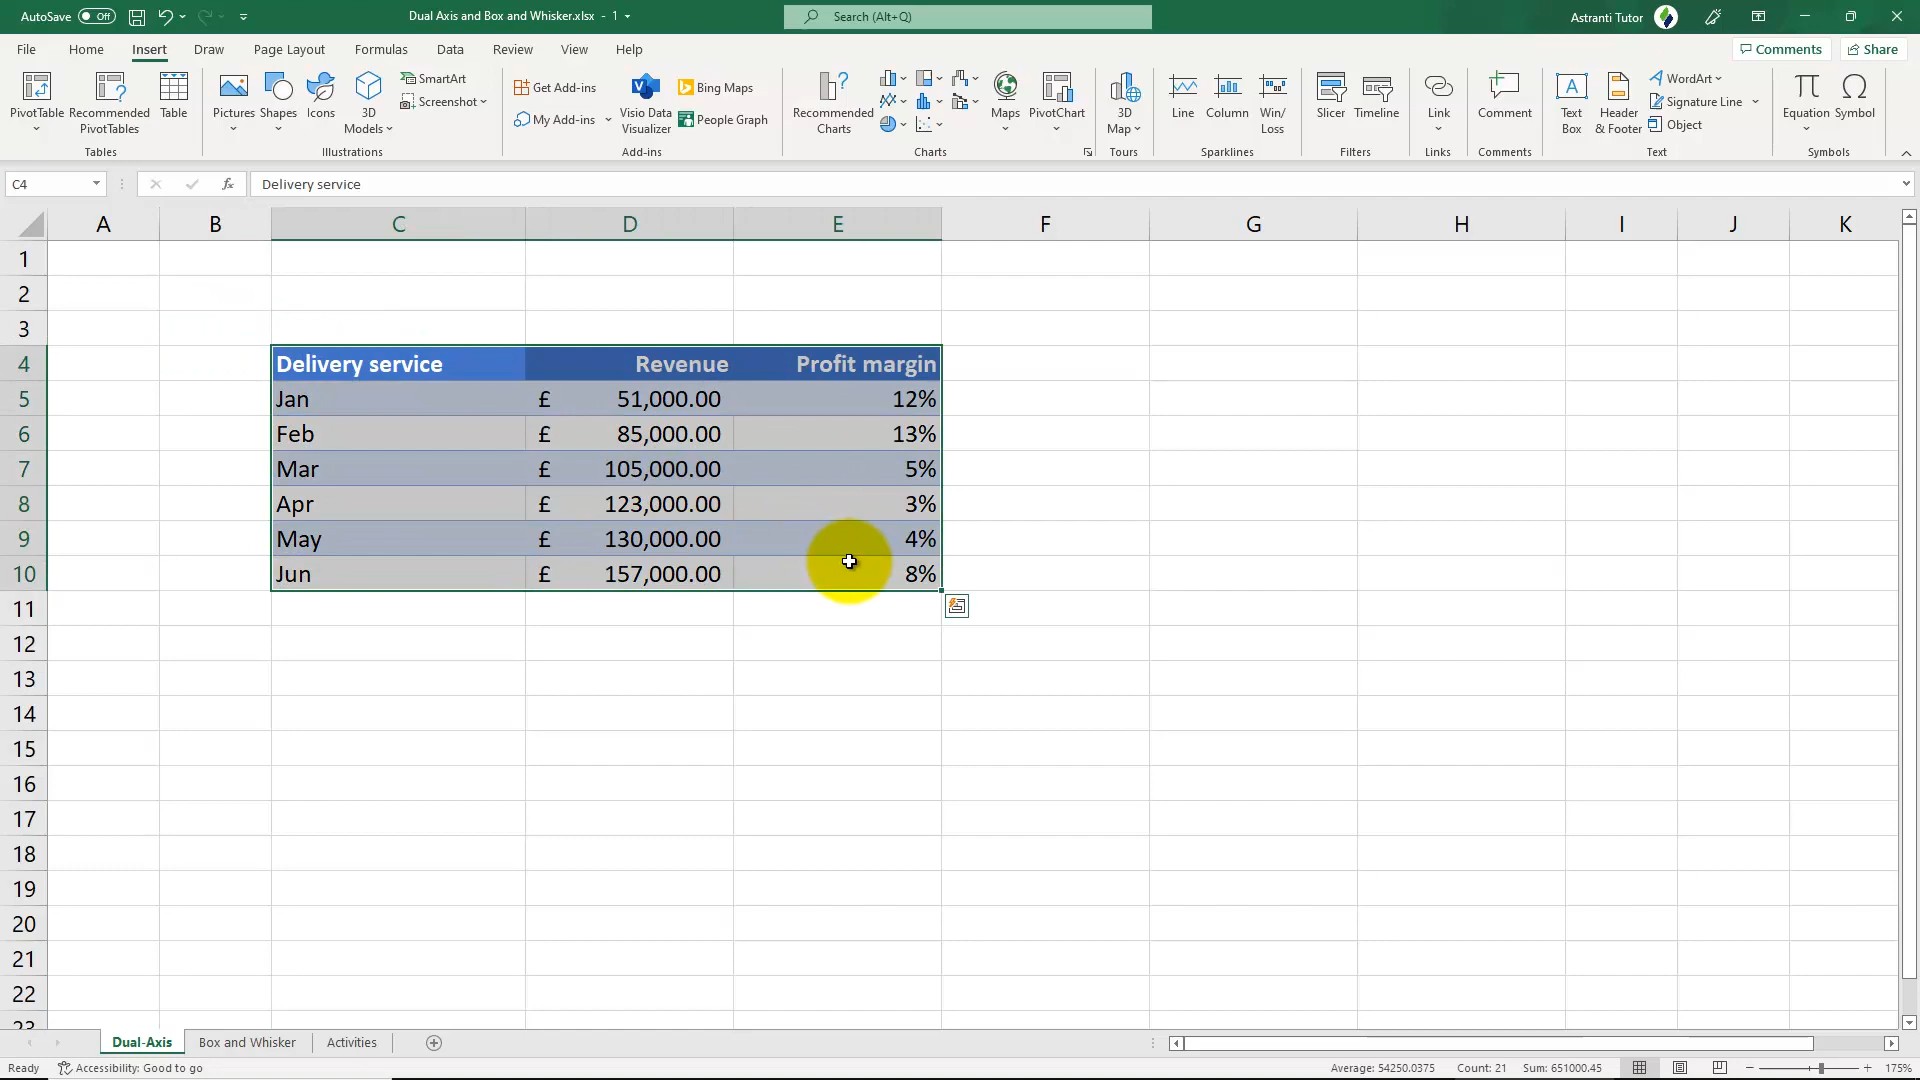 AutoSave Off Dual Axis and Box and Whisker.xlsx - 1 Search (Alt+Q) Astranti Tutor
File Home Insert Draw Page Layout Formulas Data Review View Help Comments Share
PivotTable
Recommended
PivotTables
Table
Tables
Pictures
Shapes
Icons
3D
Models
SmartArt
Screenshot
Illustrations
Get Add-ins
My Add-ins
Visio Data
Visualizer
Bing Maps
People Graph
Add-ins
Recommended
Charts
Maps
PivotChart
Charts
3D
Map
Tours
Line
Column
Win/
Loss
Sparklines
Slicer
Timeline
Filters
Link
Links
Comment
Comments
Text
Box
Header
& Footer
WordArt
Signature Line
Object
Text
Equation
Symbol
Symbols
C4 fx Delivery service
A B C D E F G H I J K
1
2
3
4 Delivery service Revenue Profit margin
5 Jan £ 51,000.00 12%
6 Feb £ 85,000.00 13%
7 Mar £ 105,000.00 5%
8 Apr £ 123,000.00 3%
9 May £ 130,000.00 4%
10 Jun £ 157,000.00 8%
11
12
13
14
15
16
17
18
19
20
21
22
23
Dual-Axis Box and Whisker Activities
Ready Accessibility: Good to go Average: 54250.0375 Count: 21 Sum: 651000.45 175%